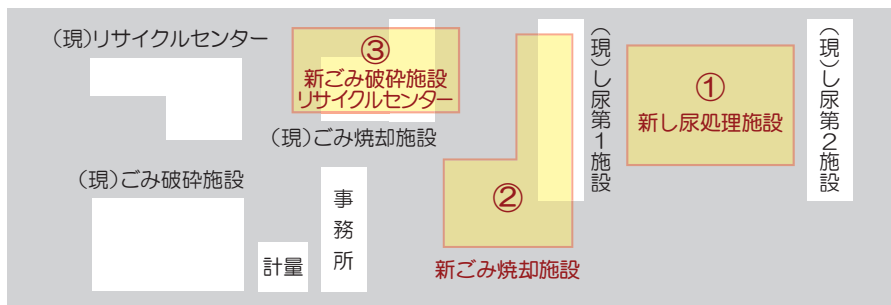 (現)リサイクルセンター
③
新ごみ破砕施設
リサイクルセンター
(現)ごみ焼却施設
(現)し尿第1施設
①
新し尿処理施設
(現)し尿第2施設
(現)ごみ破砕施設
事務所
計量
②
新ごみ焼却施設